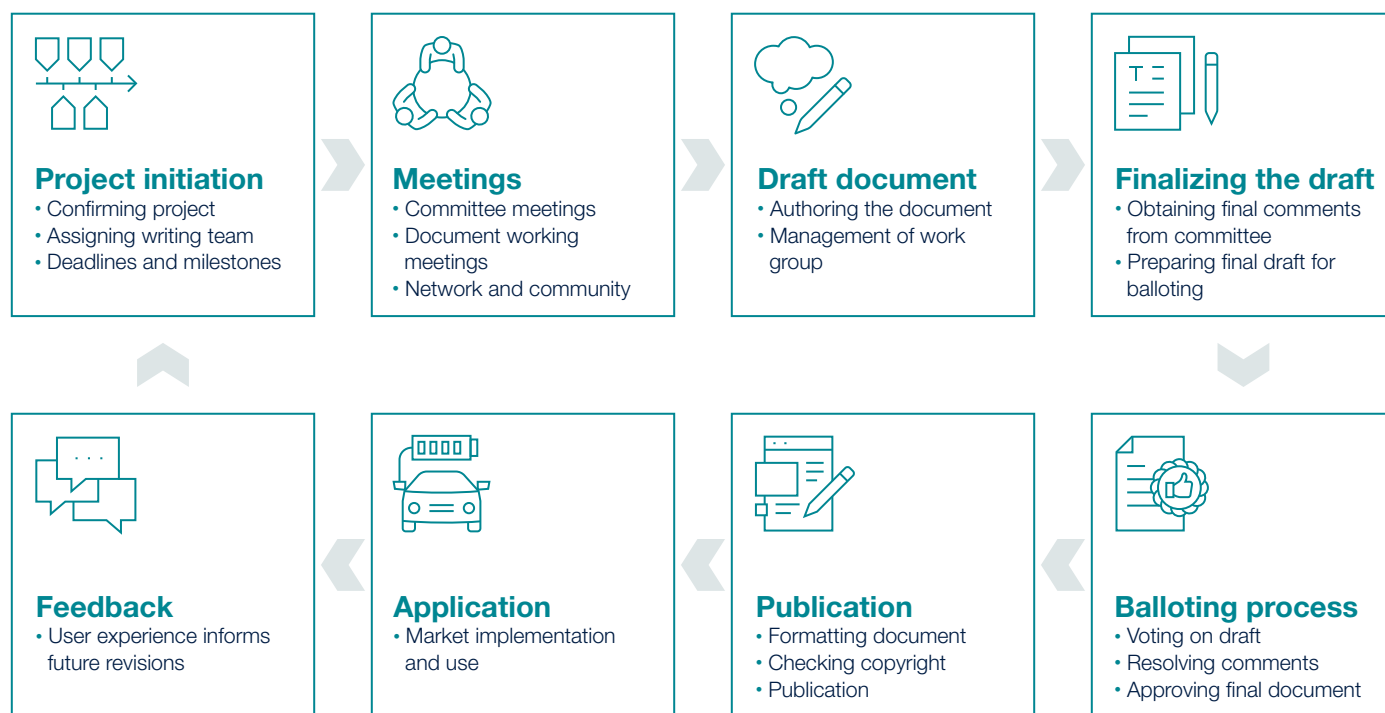 Project initiation
• Confirming project
• Assigning writing team
• Deadlines and milestones
Meetings
• Committee meetings
• Document working
meetings
• Network and community
Draft document
• Authoring the document
• Management of work
group
Finalizing the draft
• Obtaining final comments
from committee
• Preparing final draft for
balloting
Balloting process
• Voting on draft
• Resolving comments
• Approving final document
Publication
• Formatting document
• Checking copyright
• Publication
Application
• Market implementation
and use
Feedback
• User experience informs
future revisions